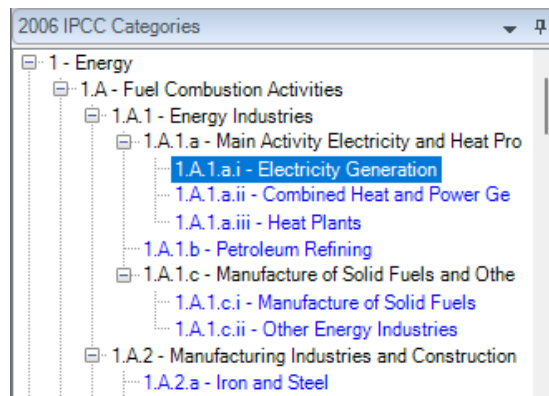 2006 IPCC Categories
1 - Energy
1.A - Fuel Combustion Activities
1.A.1 - Energy Industries
1.A.1.a - Main Activity Electricity and Heat Pro
1.A.1.a.i - Electricity Generation
1.A.1.a.ii - Combined Heat and Power Ge
1.A.1.a.iii - Heat Plants
1.A.1.b - Petroleum Refining
1.A.1.c - Manufacture of Solid Fuels and Othe
1.A.1.c.i - Manufacture of Solid Fuels
1.A.1.c.ii - Other Energy Industries
1.A.2 - Manufacturing Industries and Construction
1.A.2.a - Iron and Steel